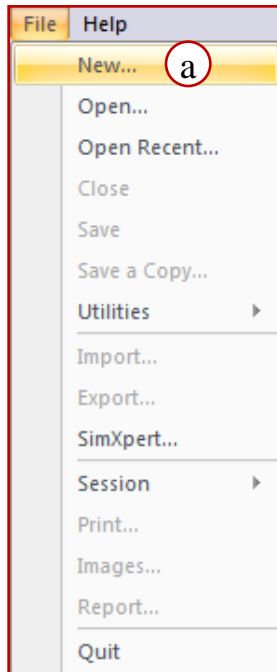 File Help
New... a
Open...
Open Recent...
Close
Save
Save a Copy...
Utilities
Import...
Export...
SimXpert...
Session
Print...
Images...
Report...
Quit